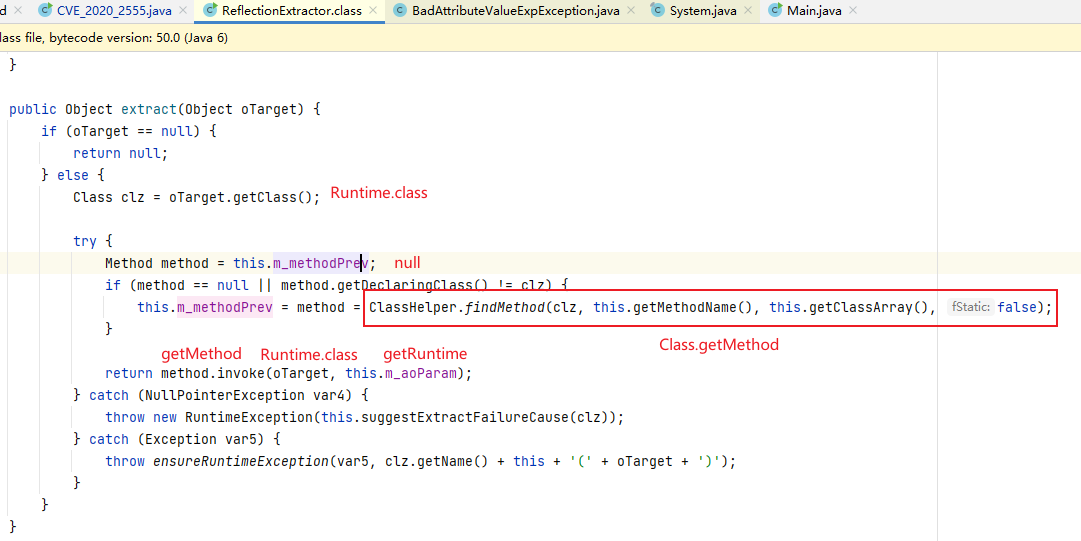 d CVE_2020_2555.java ReflectionExtractor.class BadAttributeValueExpException.java System.java Main.java
lass file, bytecode version: 50.0 (Java 6)
}
public Object extract(Object oTarget) {
if (oTarget == null) {
return null;
} else {
Class clz = oTarget.getClass(); Runtime.class
try {
Method method = this.m_methodPrev; null
if (method == null || method.getDeclaringClass() != clz) {
this.m_methodPrev = method = ClassHelper.findMethod(clz, this.getMethodName(), this.getClassArray(), fStatic: false);
}
Class.getMethod
getMethod Runtime.class getRuntime
return method.invoke(oTarget, this.m_aoParam);
} catch (NullPointerException var4) {
throw new RuntimeException(this.suggestExtractFailureCause(clz));
} catch (Exception var5) {
throw ensureRuntimeException(var5, clz.getName() + this + '(' + oTarget + ')');
}
}
}